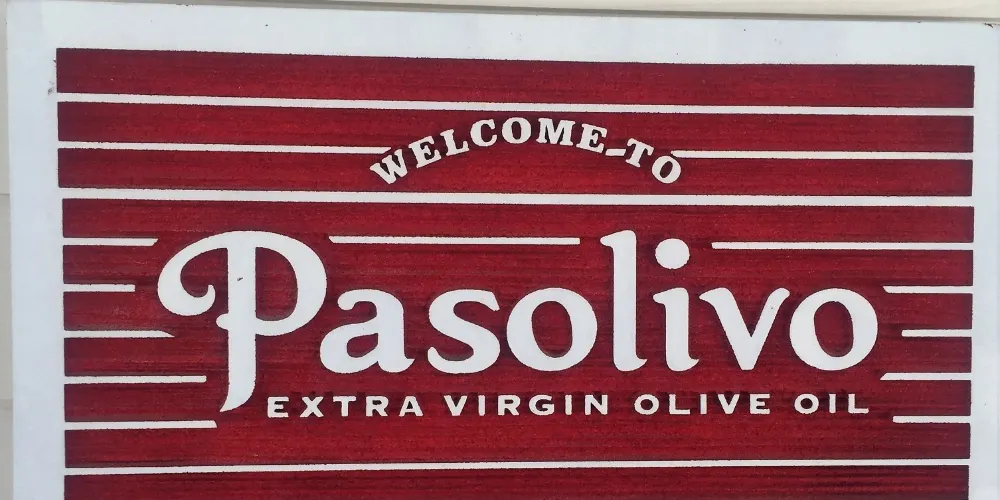 WELCOME TO
Pasolivo
EXTRA VIRGIN OLIVE OIL